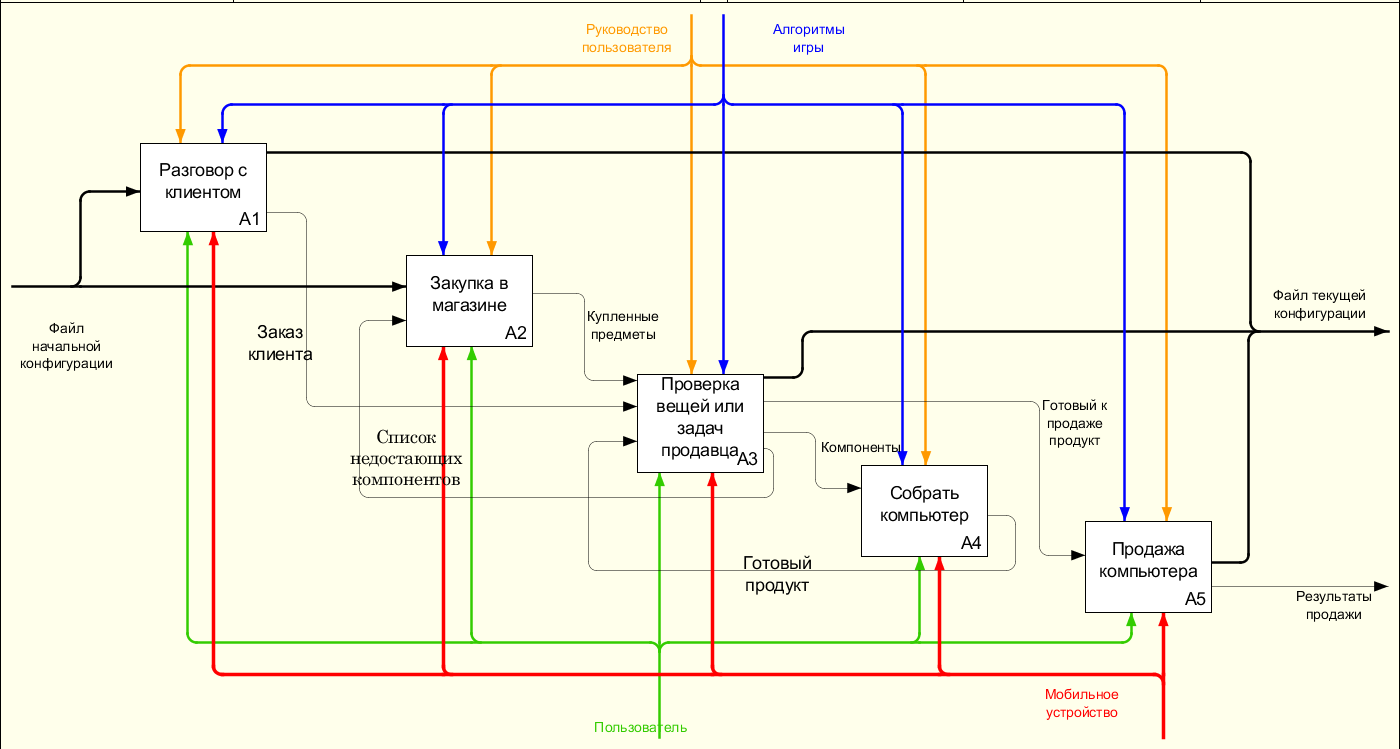 Руководство
пользователя
Алгоритмы
игры
Разговор с
клиентом
A1
Закупка в
магазине
A2
Файл
начальной
конфигурации
Заказ
клиента
Купленные
предметы
Файл текущей
конфигурации
Проверка
вещей или
задач
продавца
A3
Список
недостающих
компонентов
Компоненты
Готовый к
продаже
продукт
Собрать
компьютер
A4
Готовый
продукт
Продажа
компьютера
A5
Результаты
продажи
Мобильное
устройство
Пользователь